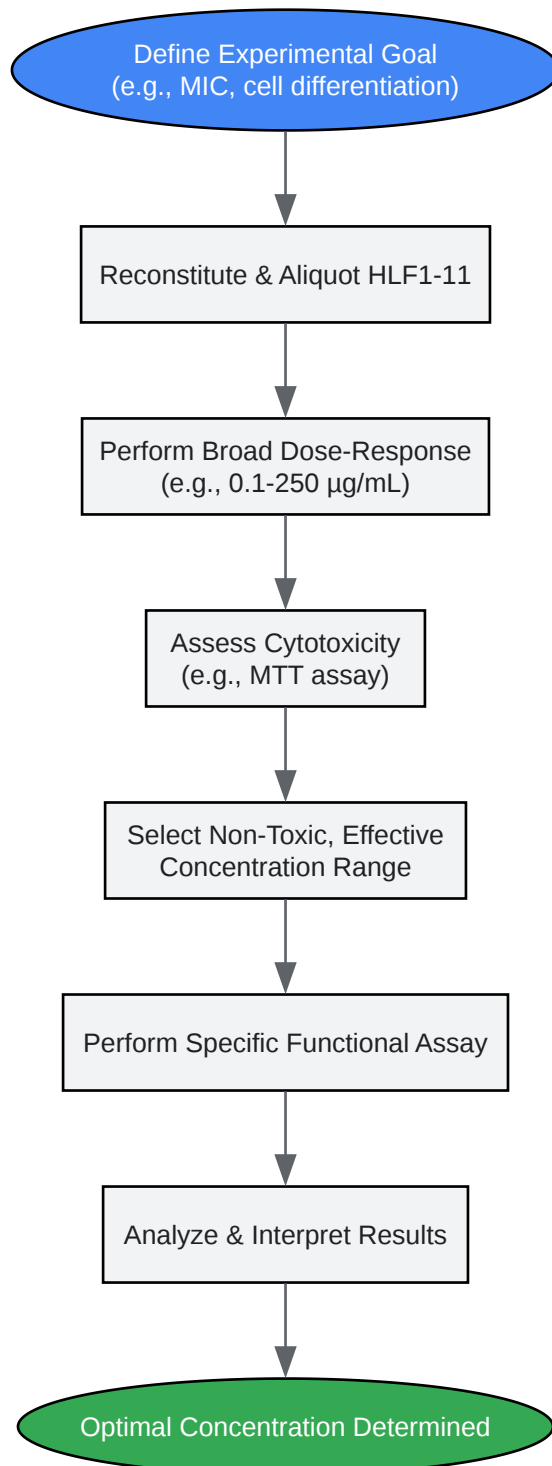 Define Experimental Goal
(e.g., MIC, cell differentiation)
Reconstitute & Aliquot HLF1-11
Perform Broad Dose-Response
(e.g., 0.1-250 µg/mL)
Assess Cytotoxicity
(e.g., MTT assay)
Select Non-Toxic, Effective
Concentration Range
Perform Specific Functional Assay
Analyze & Interpret Results
Optimal Concentration Determined